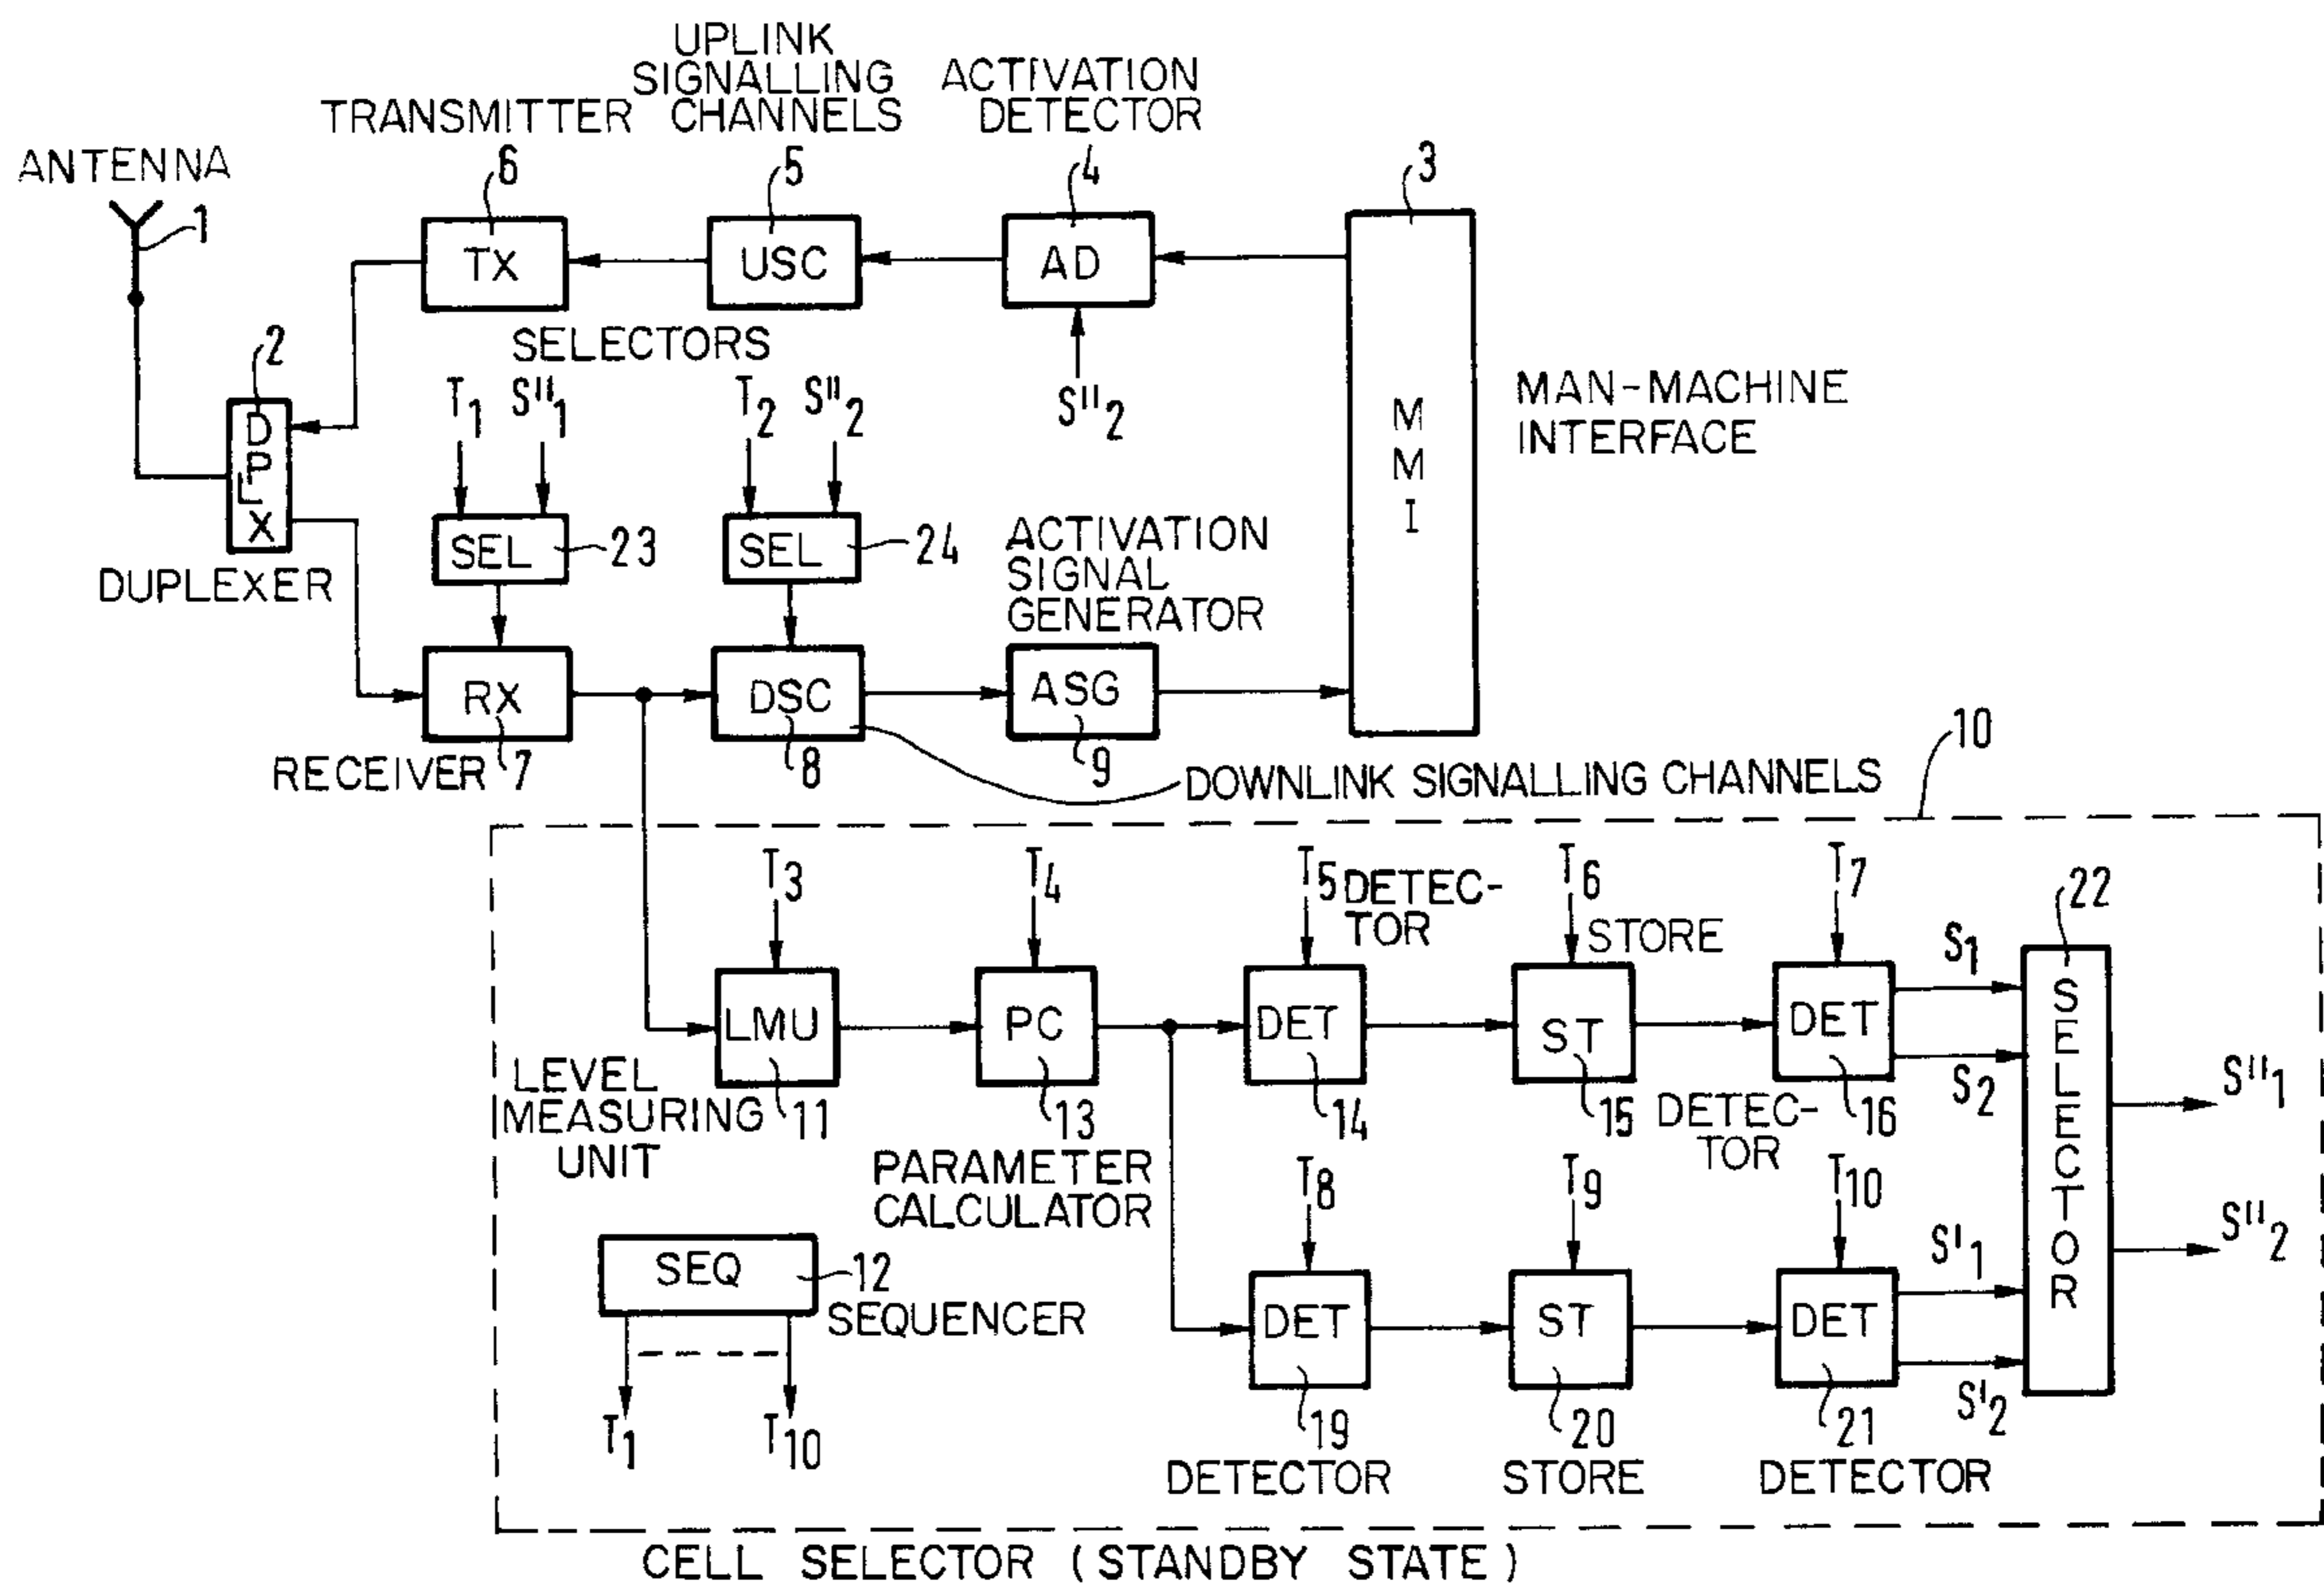 UPLINK
SIGNALLING
CHANNELS
ACTIVATION
DETECTOR
TRANSMITTER
ANTENNA
6
5
4
3
1
TX
USC
AD
2
SELECTORS
T1
S"1
T2
S"2
S"2
MAN-MACHINE
INTERFACE
DPLX
MMI
SEL
23
SEL
24
ACTIVATION
SIGNAL
GENERATOR
DUPLEXER
RX
DSC
ASG
RECEIVER
7
8
9
DOWNLINK SIGNALLING CHANNELS
10
T3
T4
T5
DETEC-
TOR
T6
STORE
T7
22
S1
LMU
PC
DET
ST
DET
S2
SELECTOR
S"1
LEVEL
MEASURING
UNIT
11
13
14
15
DETEC-
TOR
16
PARAMETER
CALCULATOR
T8
T9
T10
S"2
SEQ
12
SEQUENCER
S'1
DET
ST
DET
S'2
T1
T10
19
20
21
DETECTOR
STORE
DETECTOR
CELL SELECTOR (STANDBY STATE)